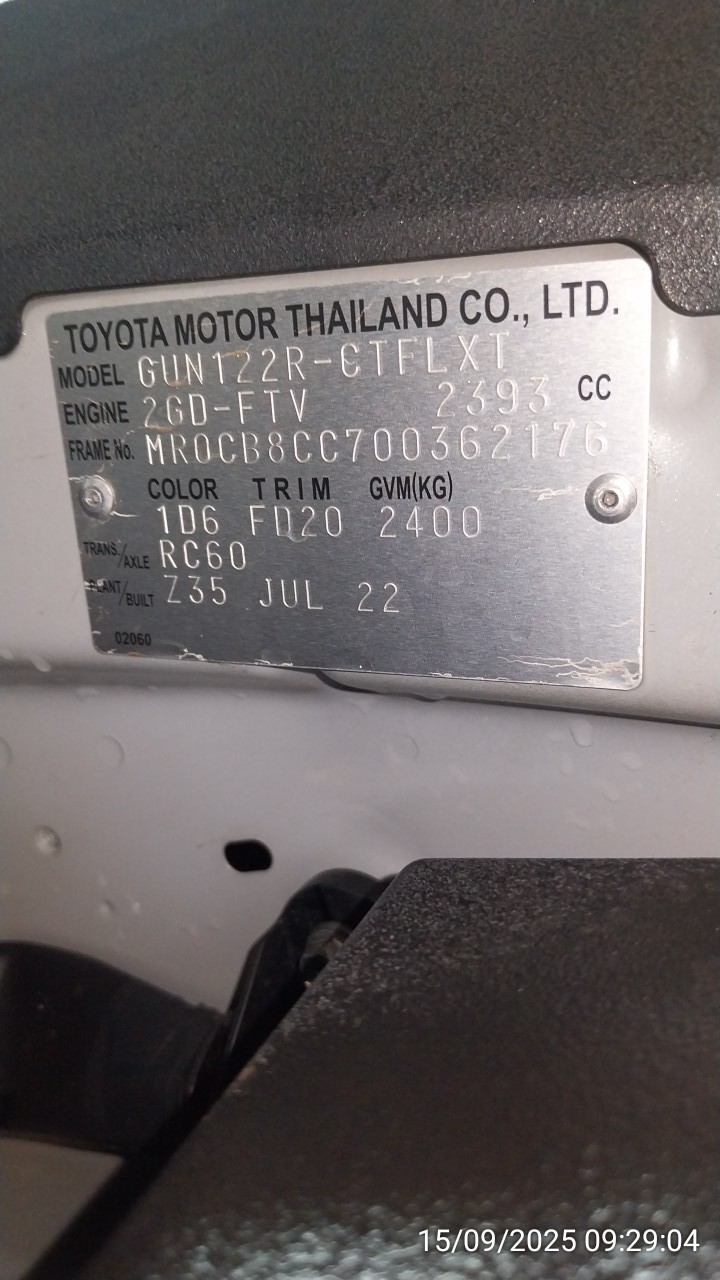 TOYOTA MOTOR THAILAND CO., LTD.
MODEL GUN122R-CTFLXT
ENGINE 2GD-FTV 2393 CC
FRAME No. MR0CB8CC700362176
COLOR TRIM GVM(KG)
1D6 FD20 2400
TRANS./AXLE RC60
PLANT/BUILT Z35 JUL 22
02060
15/09/2025 09:29:04